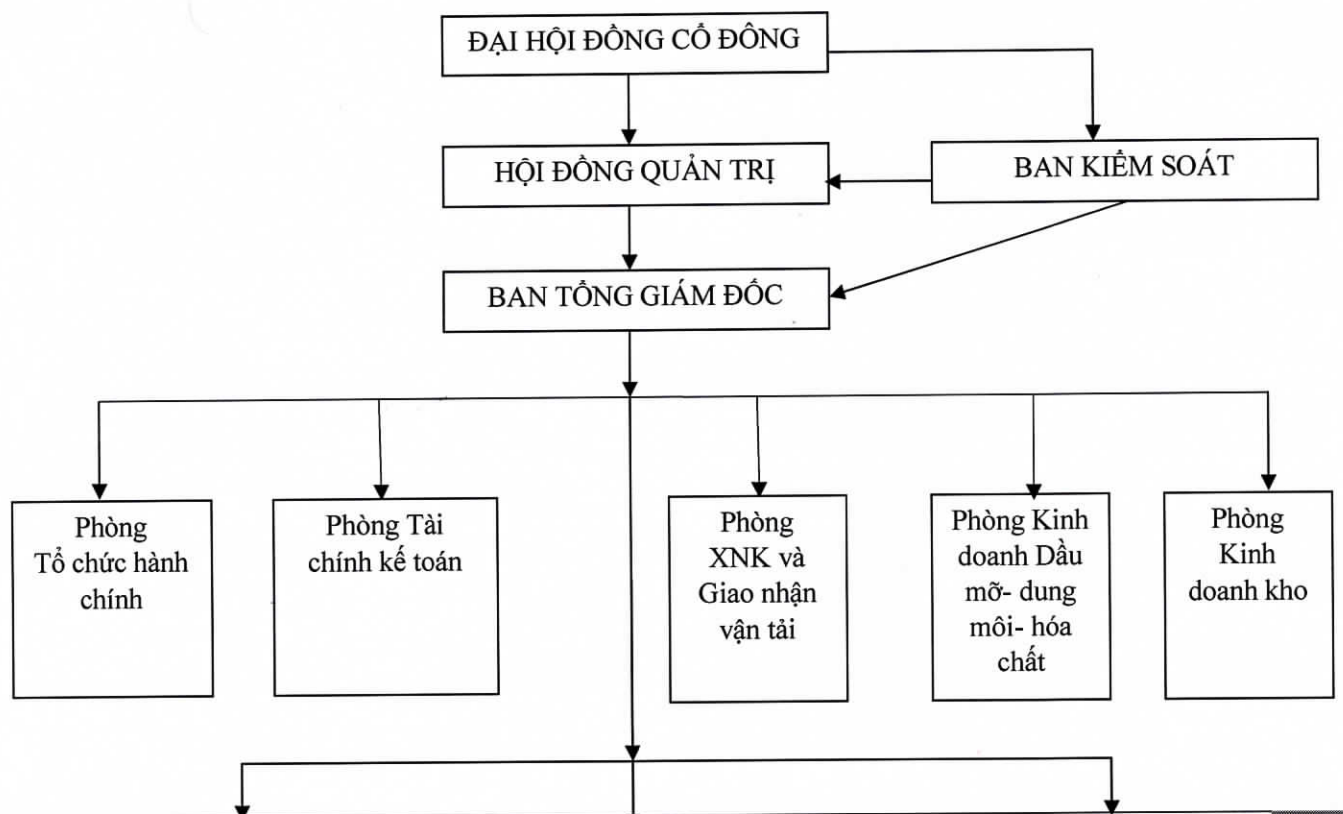 ĐẠI HỘI ĐỒNG CỔ ĐÔNG
HỘI ĐỒNG QUẢN TRỊ
BAN KIỂM SOÁT
BAN TỔNG GIÁM ĐỐC
Phòng
Tổ chức hành
chính
Phòng Tài
chính kế toán
Phòng
XNK và
Giao nhận
vận tải
Phòng Kinh
doanh Dầu
mỡ- dung
môi- hóa
chất
Phòng
Kinh
doanh kho